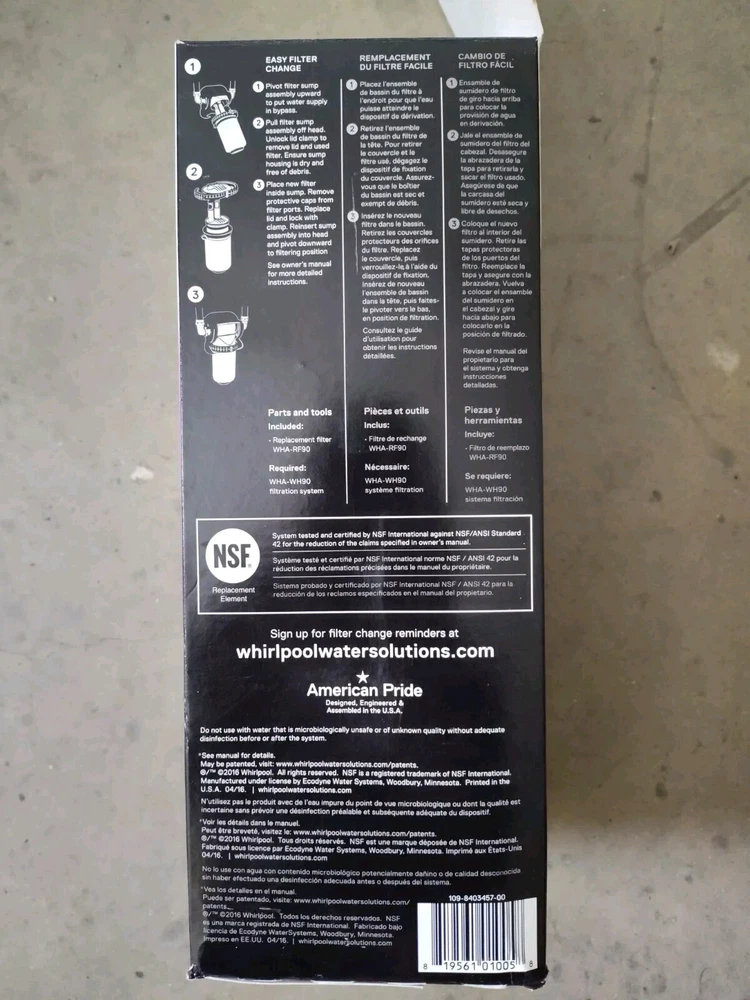 1
2
3
EASY FILTER
CHANGE
1 Pivot filter sump
assembly upward
to put water supply
in bypass.
2 Pull filter sump
assembly off head.
Unlock lid clamp to
remove lid and used
filter. Ensure sump
housing is dry and
free of debris.
3 Place new filter
inside sump. Remove
protective caps from
filter ports. Replace
lid and lock with
clamp. Reinsert sump
assembly into head
and pivot downward
to filtering position
See owner's manual
for more detailed
instructions.
REMPLACEMENT
DU FILTRE FACILE
1 Placez l'ensemble
de bassin du filtre à
l'endroit pour que l'eau
puisse atteindre le
dispositif de dérivation.
2 Retirez l'ensemble
de bassin du filtre de
la tête. Pour retirer
le couvercle et le
filtre usé, dégagez le
dispositif de fixation
du couvercle. Assurez-
vous que le boîtier
du bassin est sec et
exempt de débris.
3 Insérez le nouveau
filtre dans le bassin.
Retirez les couvercles
protecteurs des orifices
du filtre. Replacez
le couvercle, puis
verrouillez-le à l'aide du
dispositif de fixation.
Insérez de nouveau
l'ensemble de bassin
dans la tête, puis faites-
le pivoter vers le bas,
en position de filtration.
Consultez le guide
d'utilisation pour
obtenir les instructions
détaillées.
CAMBIO DE
FILTRO FÁCIL
1 Ensamble de
sumidero de filtro
de giro hacia arriba
para colocar la
provisión de agua
en derivación.
2 Jale el ensamble de
sumidero del filtro del
cabezal. Desasegure
la abrazadera de la
tapa para retirarla y
sacar el filtro usado.
Asegúrese de que
la carcasa del
sumidero esté seca y
libre de desechos.
3 Coloque el nuevo
filtro al interior del
sumidero. Retire las
tapas protectoras
de los puertos del
filtro. Reemplace la
tapa y asegure con la
abrazadera. Vuelva
a colocar el ensamble
del sumidero en
el cabezal y gire
hacia abajo para
colocarlo en la
posición de filtrado.
Revise el manual del
propietario para
el sistema y obtenga
instrucciones
detalladas.
Parts and tools
Included:
- Replacement filter
WHA-RF90
Required:
WHA-WH90
filtration system
Pièces et outils
Inclus:
- Filtre de rechange
WHA-RF90
Nécessaire:
WHA-WH90
système filtration
Piezas y
herramientas
Incluye:
- Filtro de reemplazo
WHA-RF90
Se requiere:
WHA-WH90
sistema filtración
NSF®
Replacement
Element
System tested and certified by NSF International against NSF/ANSI Standard
42 for the reduction of the claims specified in owner's manual.
Système testé et certifié par NSF International norme NSF / ANSI 42 pour la
réduction des réclamations précisées dans le manuel du propriétaire.
Sistema probado y certificado por NSF International NSF / ANSI 42 para la
reducción de los reclamos especificados en el manual del propietario.
Sign up for filter change reminders at
whirlpoolwatersolutions.com
American Pride
Designed, Engineered &
Assembled in the U.S.A.
Do not use with water that is microbiologically unsafe or of unknown quality without adequate
disinfection before or after the system.
*See manual for details.
May be patented, visit: www.whirlpoolwatersolutions.com/patents.
®/™ ©2016 Whirlpool. All rights reserved. NSF is a registered trademark of NSF International.
Manufactured under license by Ecodyne Water Systems, Woodbury, Minnesota. Printed in the
U.S.A. 04/16. | whirlpoolwatersolutions.com
N'utilisez pas le produit avec de l'eau impure du point de vue microbiologique ou dont la qualité est
incertaine sans prévoir une désinfection préalable et subséquente adéquate du dispositif.
*Voir les détails dans le manuel.
Peut être breveté, visitez le: www.whirlpoolwatersolutions.com/patents.
®/™ ©2016 Whirlpool. Tous droits réservés. NSF est une marque déposée de NSF International.
Fabriqué sous licence par Ecodyne Water Systems, Woodbury, Minnesota. Imprimé aux États-Unis
04/16. | whirlpoolwatersolutions.com
No lo use con agua con contenido microbiológico potencialmente dañino o de calidad desconocida
sin haber efectuado una desinfección adecuada antes o después del sistema.
*Ves los detalles en el manual.
Puede ser patentado, visite: www.whirlpoolwatersolutions.com/
patents.
®/™ ©2016 Whirlpool. Todos los derechos reservados. NSF
es una marca registrada de NSF International. Fabricado bajo
licencia de Ecodyne WaterSystems, Woodbury, Minnesota.
Impreso en EE.UU. 04/16. | whirlpoolwatersolutions.com
109-8403457-00
8 19561 01005 8